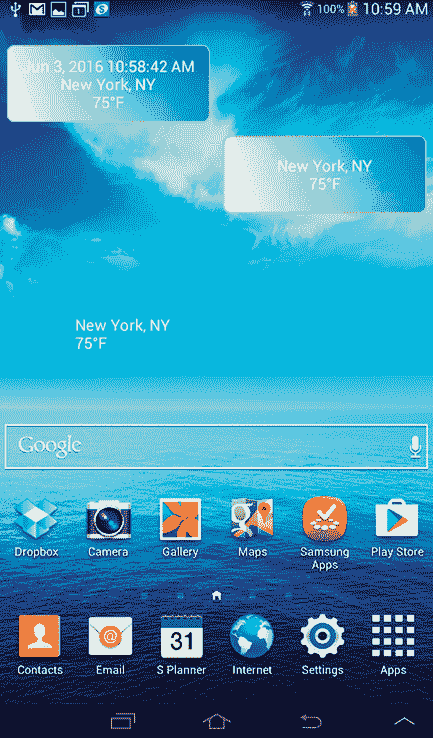 1
100%
10:59 AM
Jun 3, 2016 10:58:42 AM
New York, NY
75°F
New York, NY
75°F
New York, NY
75°F
Google
Dropbox
Camera
Gallery
Maps
Samsung
Apps
Play Store
@
31
Contacts
Email
S Planner
Internet
Settings
Apps